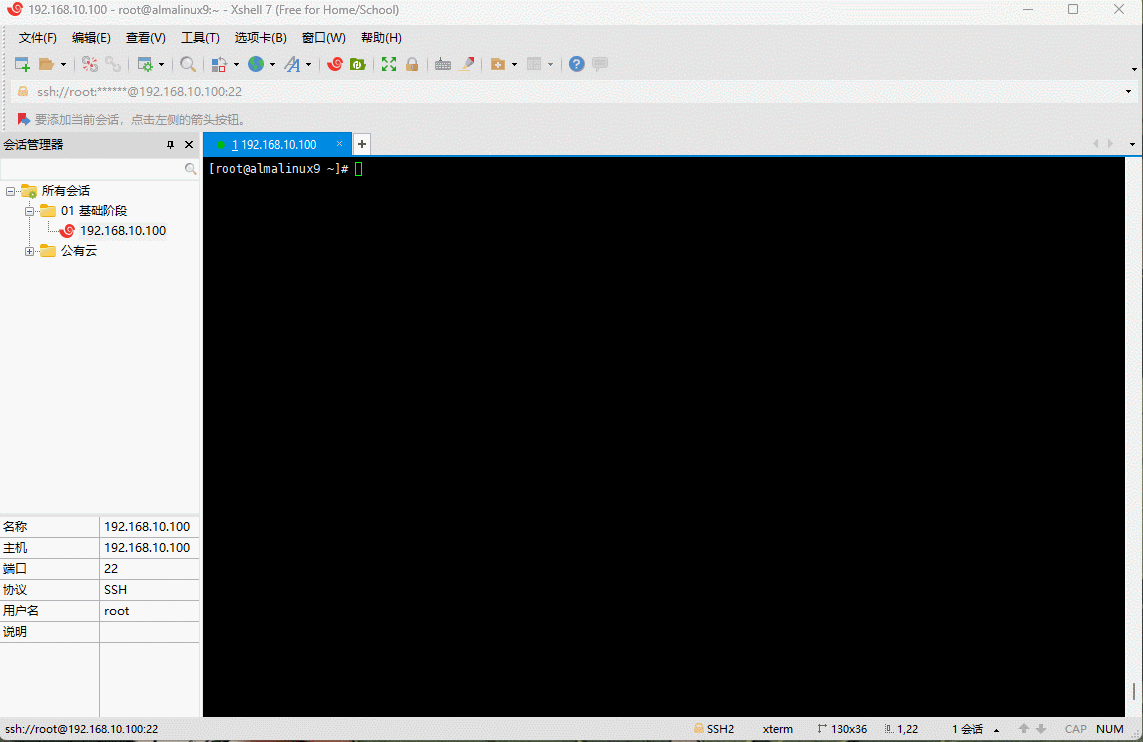 192.168.10.100 - root@almalinux9:~ - Xshell 7 (Free for Home/School)
文件(F) 编辑(E) 查看(V) 工具(T) 选项卡(B) 窗口(W) 帮助(H)
ssh://root:******@192.168.10.100:22
要添加当前会话，点击左侧的箭头按钮。
会话管理器
1 192.168.10.100
[root@almalinux9 ~]#
所有会话
01 基础阶段
192.168.10.100
公有云
名称 192.168.10.100
主机 192.168.10.100
端口 22
协议 SSH
用户名 root
说明
ssh://root@192.168.10.100:22 SSH2 xterm 130x36 1,22 1 会话 CAP NUM